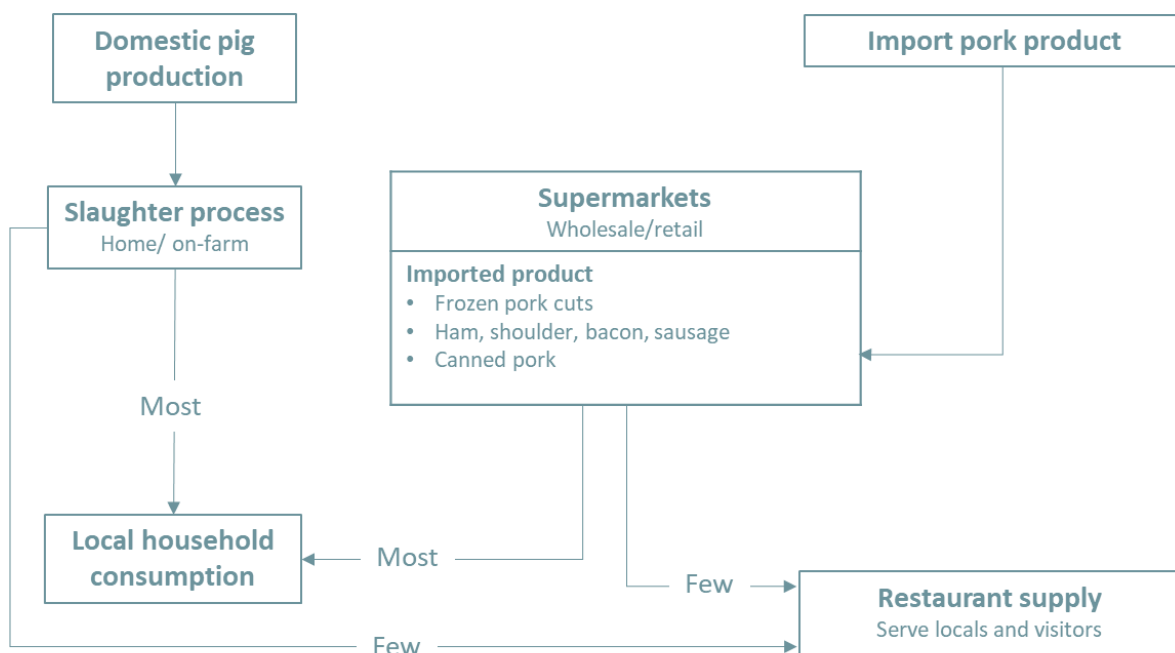 Domestic pig
production
Import pork product
Slaughter process
Home/ on-farm
Supermarkets
Wholesale/retail
Imported product
• Frozen pork cuts
• Ham, shoulder, bacon, sausage
• Canned pork
Most
Local household
consumption
Most
Few
Restaurant supply
Serve locals and visitors
Few